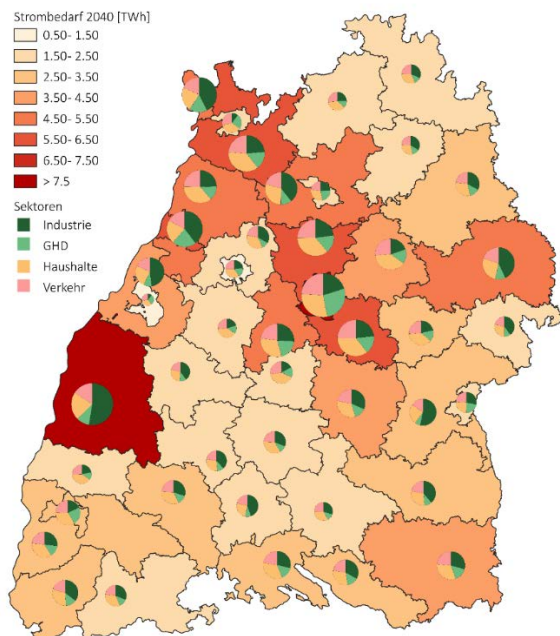 Strombedarf 2040 [TWh]
0.50- 1.50
1.50- 2.50
2.50- 3.50
3.50- 4.50
4.50- 5.50
5.50- 6.50
6.50- 7.50
> 7.5
Sektoren
Industrie
GHD
Haushalte
Verkehr